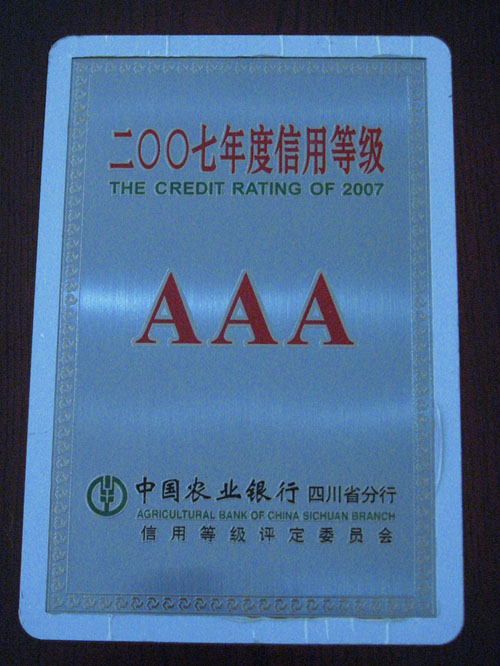 二〇〇七年度信用等级
THE CREDIT RATING OF 2007
AAA
中国农业银行 四川省分行
AGRICULTURAL BANK OF CHINA SICHUAN BRANCH
信用等级评定委员会